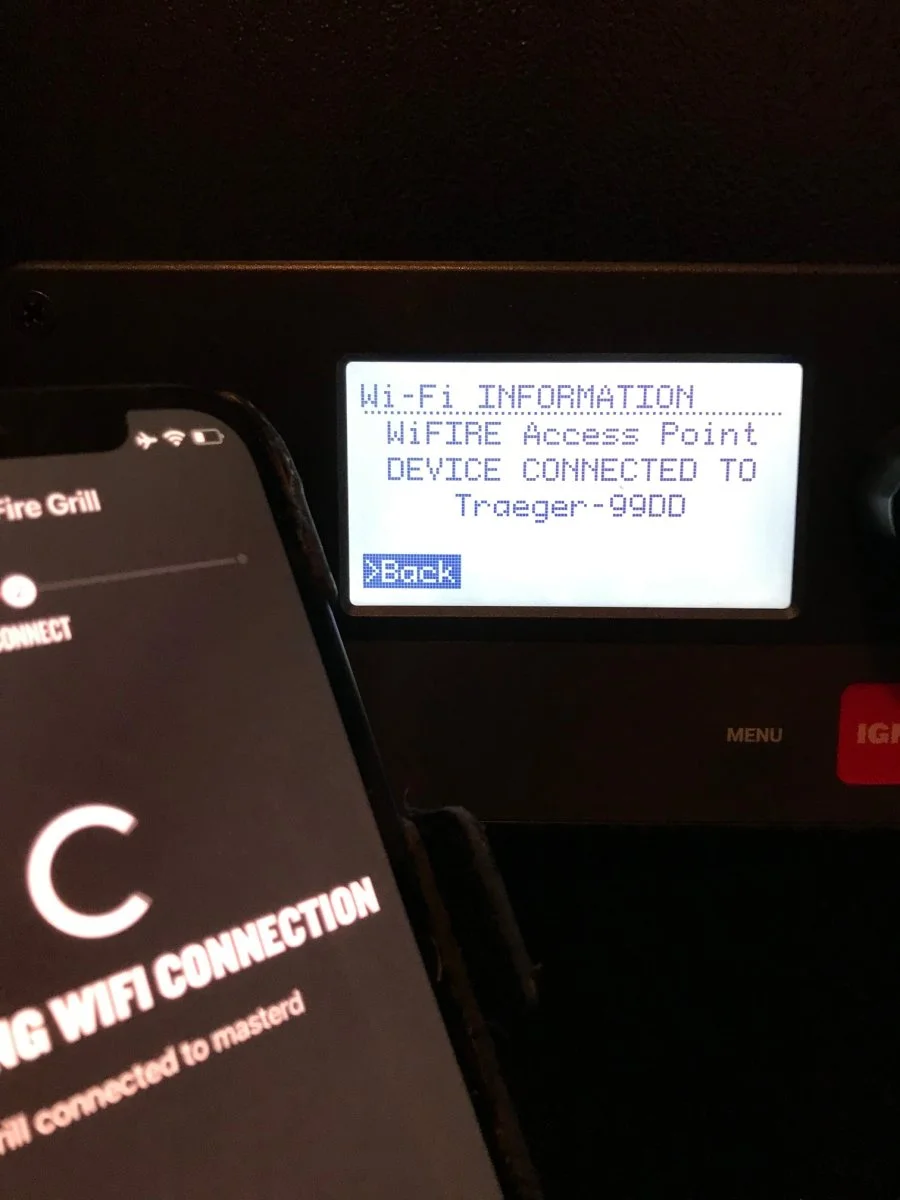 Wi-Fi INFORMATION
WiFIRE Access Point
DEVICE CONNECTED TO
Traeger-99DD
>Back
MENU
Fire Grill
WIFI CONNECTION
connected to masterd